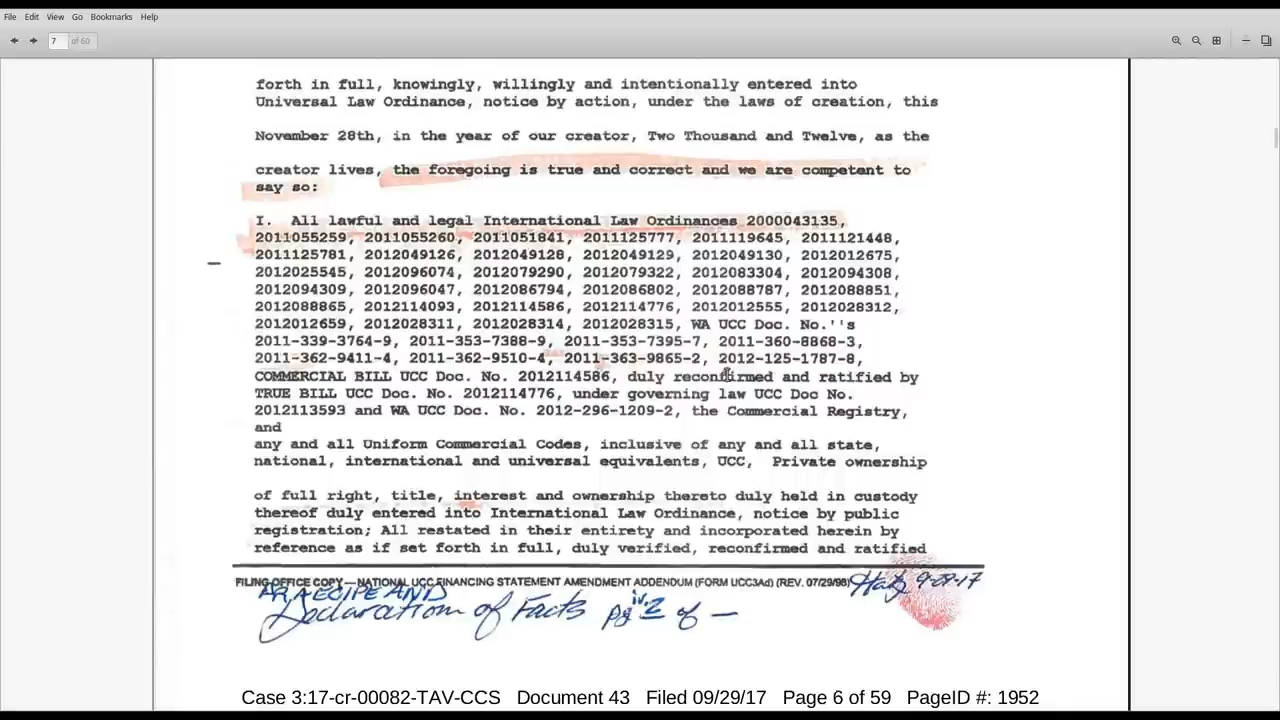 File Edit View Go Bookmarks Help
7 of 60
forth in full, knowingly, willingly and intentionally entered into
Universal Law Ordinance, notice by action, under the laws of creation, this
November 28th, in the year of our creator, Two Thousand and Twelve, as the
creator lives, the foregoing is true and correct and we are competent to
say so:
I. All lawful and legal International Law Ordinances 2000043135,
2011055259, 2011055260, 2011051841, 2011125777, 2011119645, 2011121448,
2011125781, 2012049126, 2012049128, 2012049129, 2012049130, 2012012675,
2012025545, 2012096074, 2012079290, 2012079322, 2012083304, 2012094308,
2012094309, 2012096047, 2012086794, 2012086802, 2012088787, 2012088851,
2012088865, 2012114093, 2012114586, 2012114776, 2012012555, 2012028312,
2012012659, 2012028311, 2012028314, 2012028315, WA UCC Doc. No.''s
2011-339-3764-9, 2011-353-7388-9, 2011-353-7395-7, 2011-360-8868-3,
2011-362-9411-4, 2011-362-9510-4, 2011-363-9865-2, 2012-125-1787-8,
COMMERCIAL BILL UCC Doc. No. 2012114586, duly reconfirmed and ratified by
TRUE BILL UCC Doc. No. 2012114776, under governing law UCC Doc No.
2012113593 and WA UCC Doc. No. 2012-296-1209-2, the Commercial Registry,
and
any and all Uniform Commercial Codes, inclusive of any and all state,
national, international and universal equivalents, UCC, Private ownership
of full right, title, interest and ownership thereto duly held in custody
thereof duly entered into International Law Ordinance, notice by public
registration; All restated in their entirety and incorporated herein by
reference as if set forth in full, duly verified, reconfirmed and ratified
FILING OFFICE COPY — NATIONAL UCC FINANCING STATEMENT AMENDMENT ADDENDUM (FORM UCC3Ad) (REV. 07/29/98)
PRAECIPE AND
Declaration of Facts pg iv.2 of —
Case 3:17-cr-00082-TAV-CCS Document 43 Filed 09/29/17 Page 6 of 59 PageID #: 1952